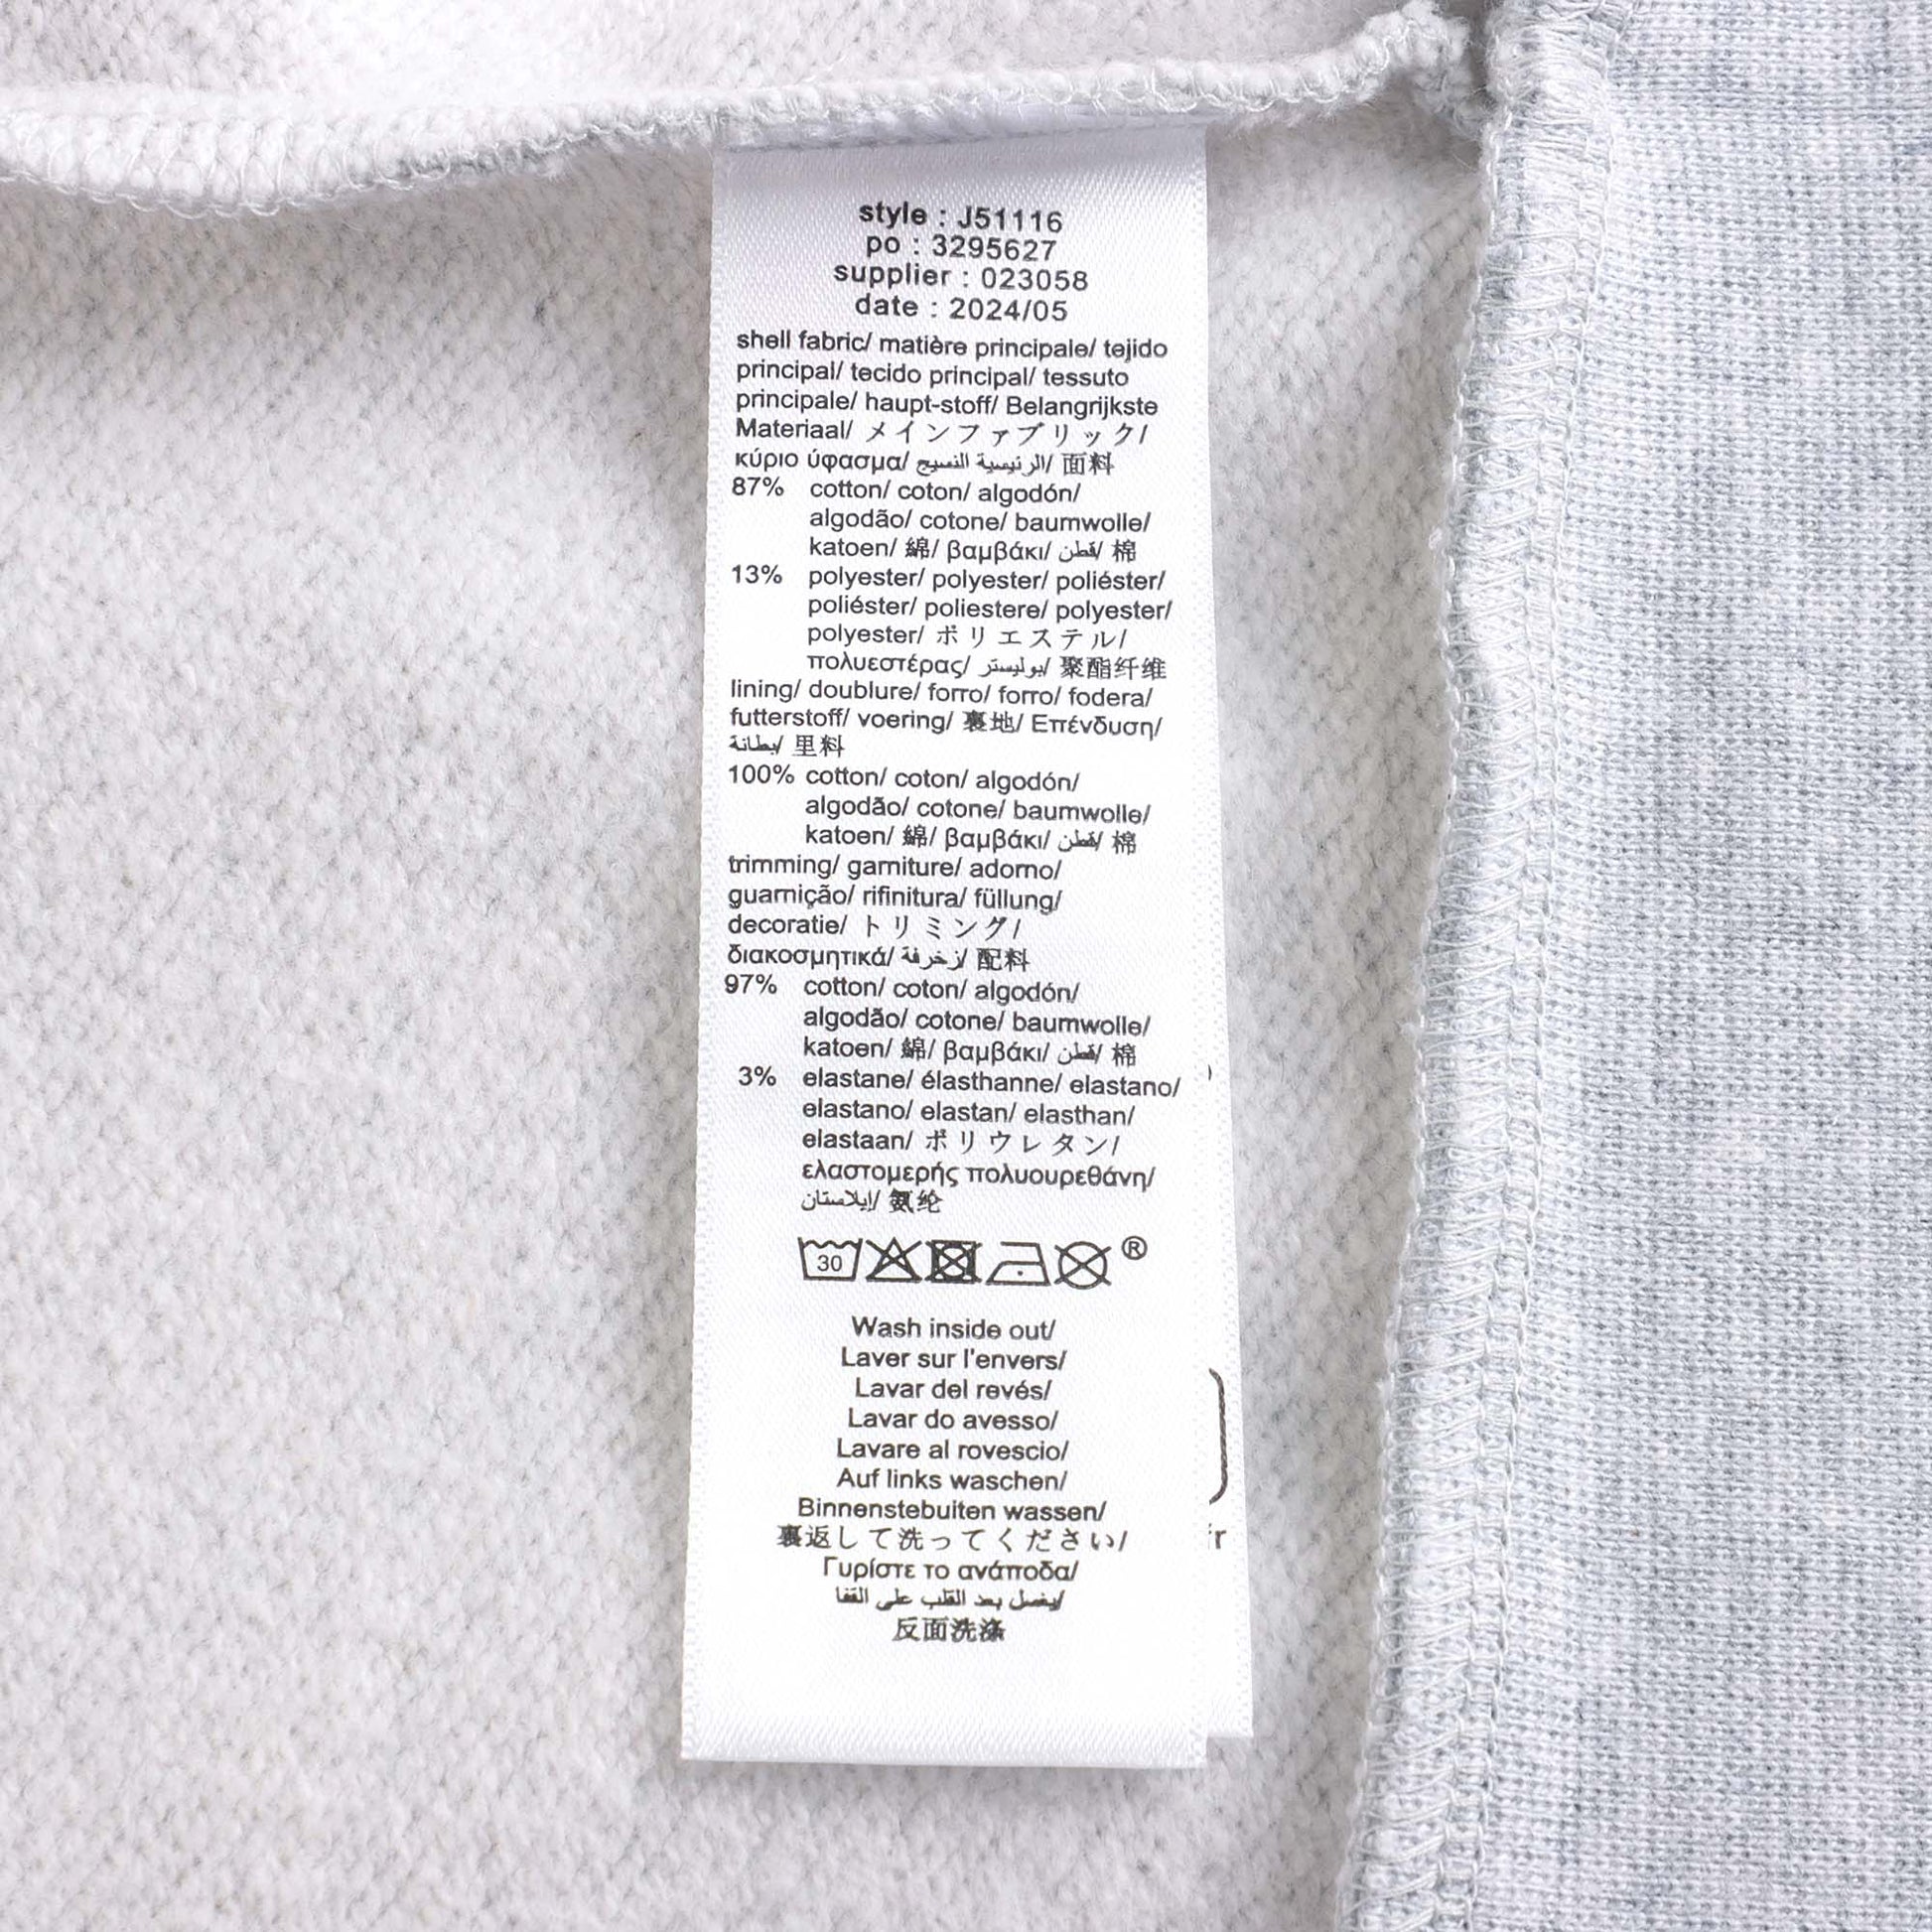 style : J51116
po : 3295627
supplier : 023058
date : 2024/05
shell fabric/ matière principale/ tejido
principal/ tecido principal/ tessuto
principale/ haupt-stoff/ Belangrijkste
Materiaal/ メインファブリック/
κύριο ύφασμα/ الرئيسية النسيج/ 面料
87% cotton/ coton/ algodón/
algodão/ cotone/ baumwolle/
katoen/ 綿/ βαμβάκι/ قطن/ 棉
13% polyester/ polyester/ poliéster/
poliéster/ poliestere/ polyester/
polyester/ ポリエステル/
πολυεστέρας/ بوليستر/ 聚酯纤维
lining/ doublure/ forro/ forro/ fodera/
futterstoff/ voering/ 裏地/ Επένδυση/
بطانة/ 里料
100% cotton/ coton/ algodón/
algodão/ cotone/ baumwolle/
katoen/ 綿/ βαμβάκι/ قطن/ 棉
trimming/ garniture/ adorno/
guarnição/ rifinitura/ füllung/
decoratie/ トリミング/
διακοσμητικά/ زخرفة/ 配料
97% cotton/ coton/ algodón/
algodão/ cotone/ baumwolle/
katoen/ 綿/ βαμβάκι/ قطن/ 棉
3% elastane/ élasthanne/ elastano/
elastano/ elastan/ elasthan/
elastaan/ ポリウレタン/
ελαστομερής πολυουρεθάνη/
إيلاستان/ 氨纶
30 ®
Wash inside out/
Laver sur l'envers/
Lavar del revés/
Lavar do avesso/
Lavare al rovescio/
Auf links waschen/
Binnenstebuiten wassen/
裏返して洗ってください/
Γυρίστε το ανάποδα/
يغسل بعد القلب على القفا/
反面洗涤